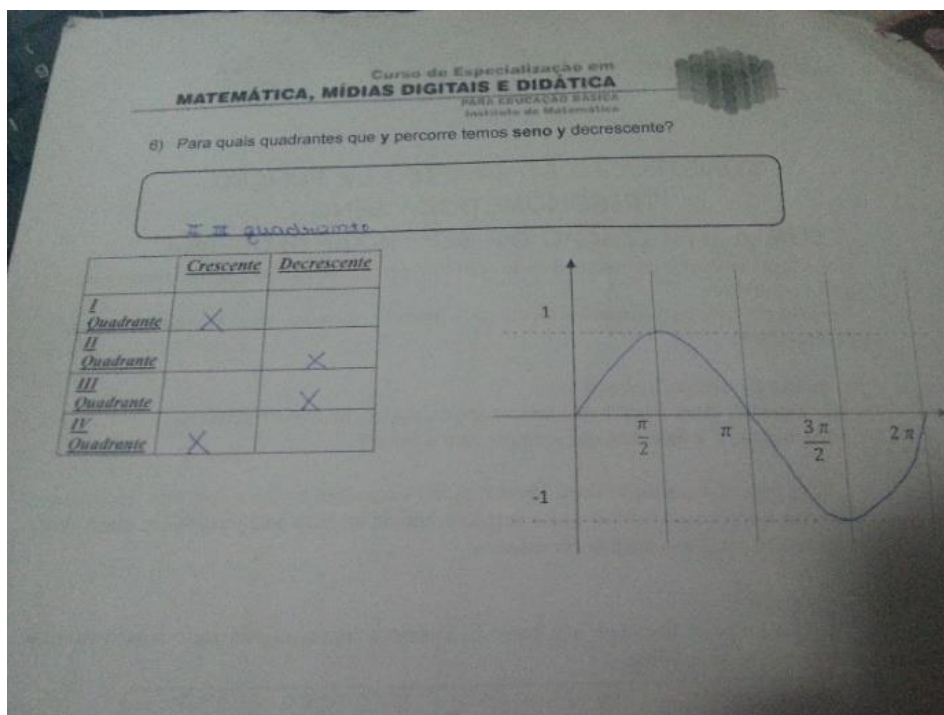 Curso de Especialização em
MATEMÁTICA, MÍDIAS DIGITAIS E DIDÁTICA
PARA EDUCAÇÃO BÁSICA
Instituto de Matemática
6) Para quais quadrantes que y percorre temos seno y decrescente?
II III quadrante
Crescente Decrescente
I
Quadrante X
II
Quadrante X
III
Quadrante X
IV
Quadrante X
1
π/2 π 3π/2 2π
-1